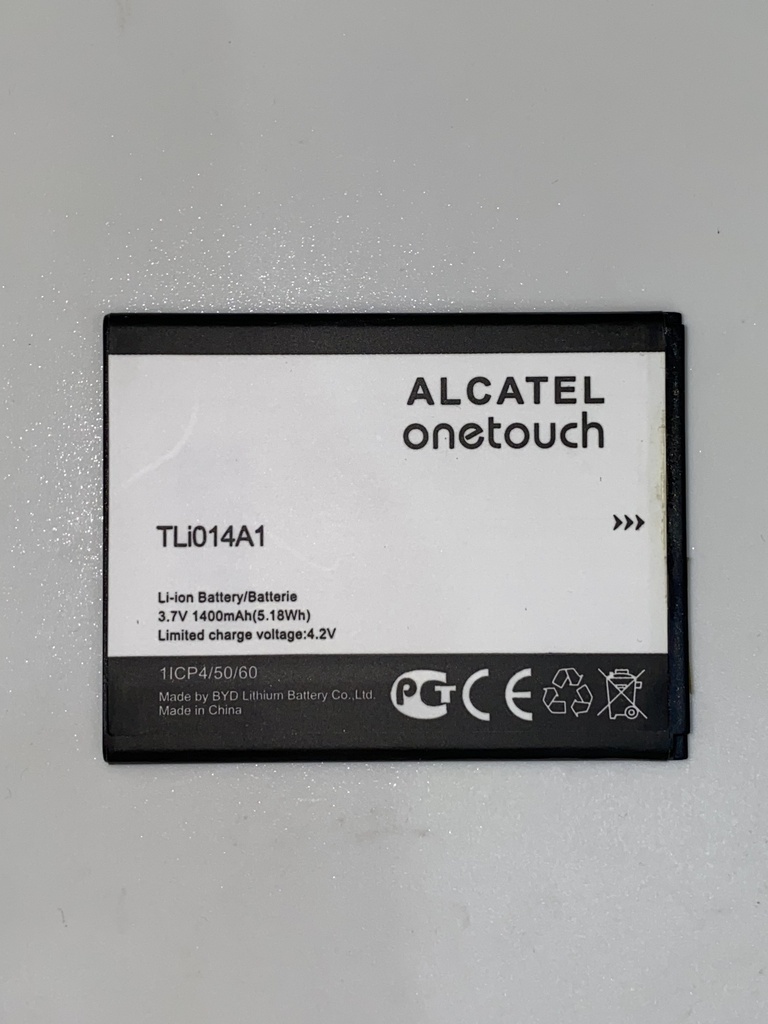 ALCATEL
onetouch
TLi014A1
>>>
Li-ion Battery/Batterie
3.7V 1400mAh(5.18Wh)
Limited charge voltage:4.2V
1ICP4/50/60
Made by BYD Lithium Battery Co.,Ltd.
Made in China
PCT CE